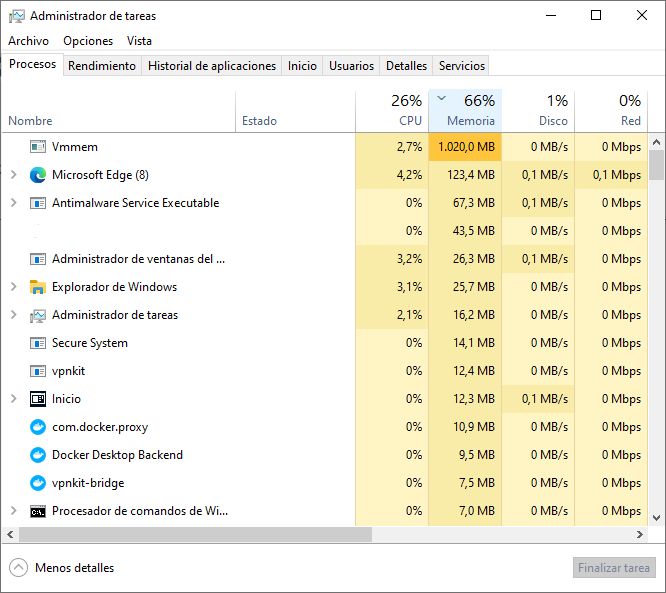 Administrador de tareas
Archivo Opciones Vista
Procesos Rendimiento Historial de aplicaciones Inicio Usuarios Detalles Servicios
26% 66% 1% 0%
Nombre Estado CPU Memoria Disco Red
Vmmem 2,7% 1.020,0 MB 0 MB/s 0 Mbps
Microsoft Edge (8) 4,2% 123,4 MB 0,1 MB/s 0,1 Mbps
Antimalware Service Executable 0% 67,3 MB 0,1 MB/s 0 Mbps
0% 43,5 MB 0 MB/s 0 Mbps
Administrador de ventanas del ... 3,2% 26,3 MB 0,1 MB/s 0 Mbps
Explorador de Windows 3,1% 25,7 MB 0 MB/s 0 Mbps
Administrador de tareas 2,1% 16,2 MB 0 MB/s 0 Mbps
Secure System 0% 14,1 MB 0 MB/s 0 Mbps
vpnkit 0% 12,4 MB 0 MB/s 0 Mbps
Inicio 0% 12,3 MB 0,1 MB/s 0 Mbps
com.docker.proxy 0% 10,9 MB 0 MB/s 0 Mbps
Docker Desktop Backend 0% 9,5 MB 0 MB/s 0 Mbps
vpnkit-bridge 0% 7,5 MB 0 MB/s 0 Mbps
Procesador de comandos de Wi... 0% 7,0 MB 0 MB/s 0 Mbps
Menos detalles Finalizar tarea